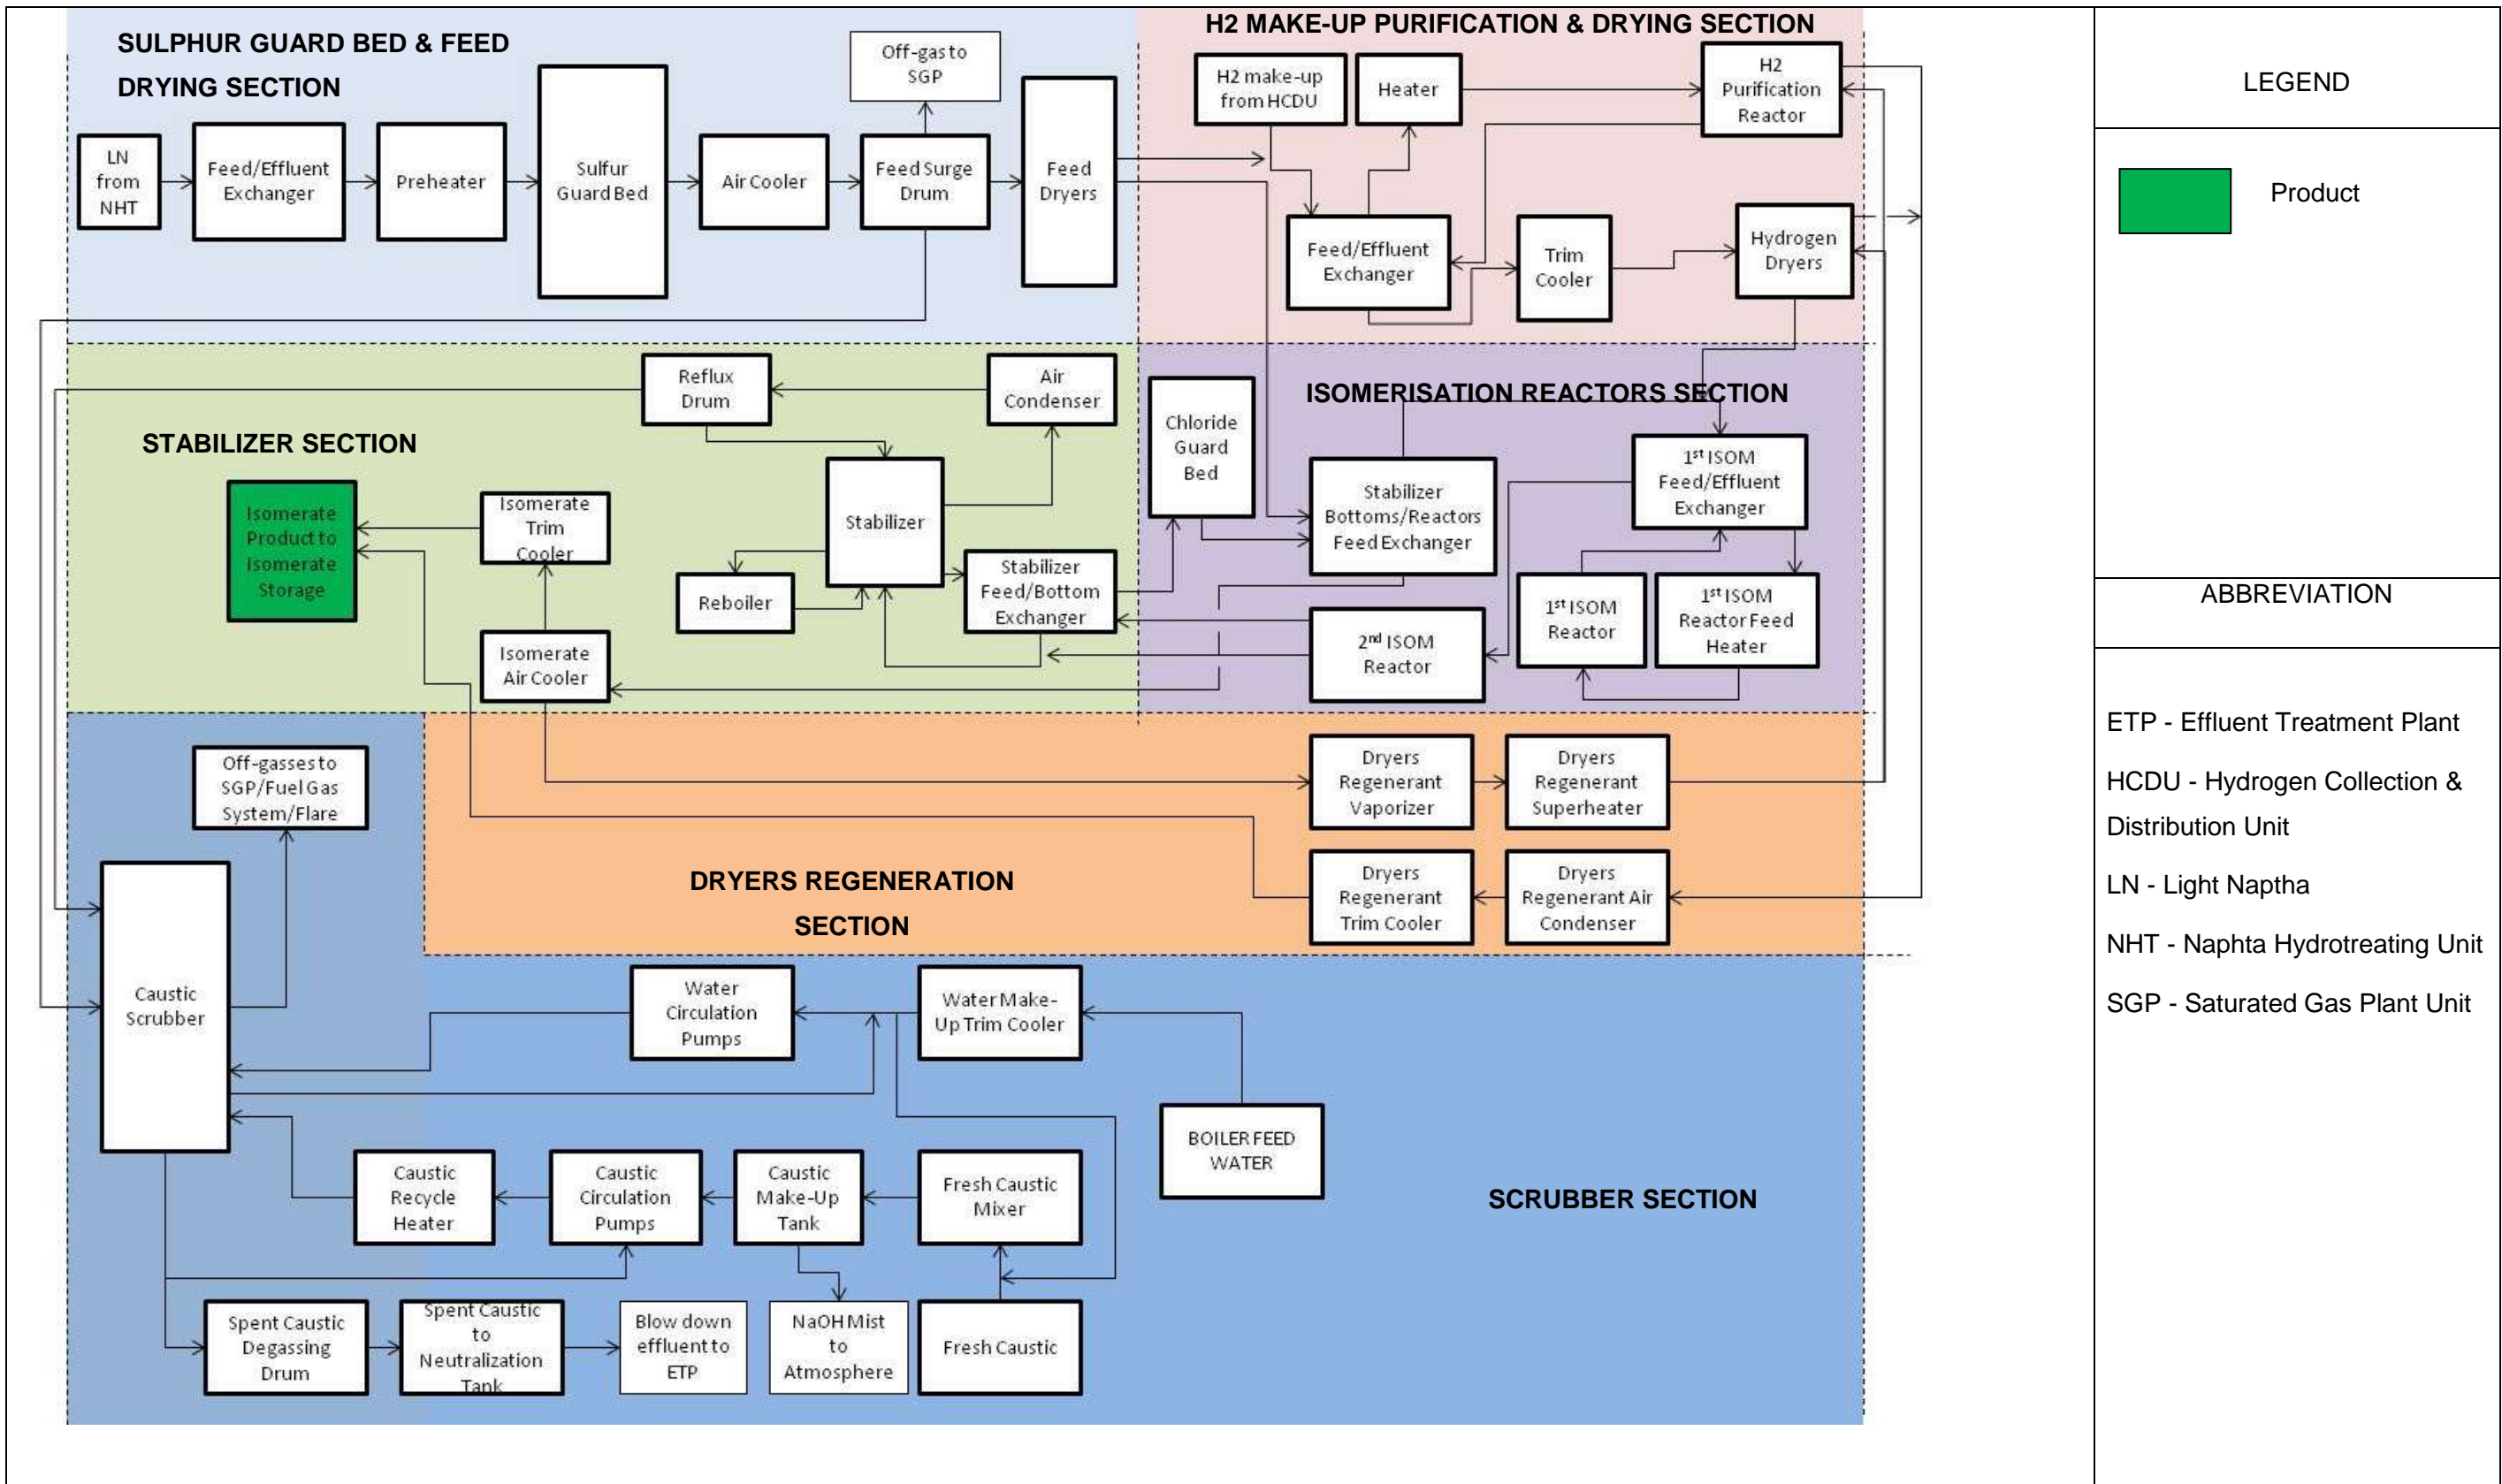 SULPHUR GUARD BED & FEED
DRYING SECTION
LN
from
NHT
Feed/Effluent
Exchanger
Preheater
Sulfur
Guard Bed
Air Cooler
Off-gas to
SGP
Feed Surge
Drum
Feed
Dryers
H2 MAKE-UP PURIFICATION & DRYING SECTION
H2 make-up
from HCDU
Heater
H2
Purification
Reactor
Feed/Effluent
Exchanger
Trim
Cooler
Hydrogen
Dryers
STABILIZER SECTION
Reflux
Drum
Air
Condenser
Isomerate
Product to
Isomerate
Storage
Isomerate
Trim
Cooler
Stabilizer
Reboiler
Stabilizer
Feed/Bottom
Exchanger
Isomerate
Air Cooler
ISOMERISATION REACTORS SECTION
Chloride
Guard
Bed
Stabilizer
Bottoms/Reactors
Feed Exchanger
1st ISOM
Feed/Effluent
Exchanger
2nd ISOM
Reactor
1st ISOM
Reactor
1st ISOM
Reactor Feed
Heater
DRYERS REGENERATION
SECTION
Dryers
Regenerant
Vaporizer
Dryers
Regenerant
Superheater
Dryers
Regenerant
Trim Cooler
Dryers
Regenerant Air
Condenser
Off-gasses to
SGP/Fuel Gas
System/Flare
Caustic
Scrubber
Water
Circulation
Pumps
Water Make-
Up Trim Cooler
BOILER FEED
WATER
SCRUBBER SECTION
Caustic
Recycle
Heater
Caustic
Circulation
Pumps
Caustic
Make-Up
Tank
Fresh Caustic
Mixer
Spent Caustic
Degassing
Drum
Spent Caustic
to
Neutralization
Tank
Blow down
effluent to
ETP
NaOH Mist
to
Atmosphere
Fresh Caustic
LEGEND
Product
ABBREVIATION
ETP - Effluent Treatment Plant
HCDU - Hydrogen Collection &
Distribution Unit
LN - Light Naptha
NHT - Naphta Hydrotreating Unit
SGP - Saturated Gas Plant Unit